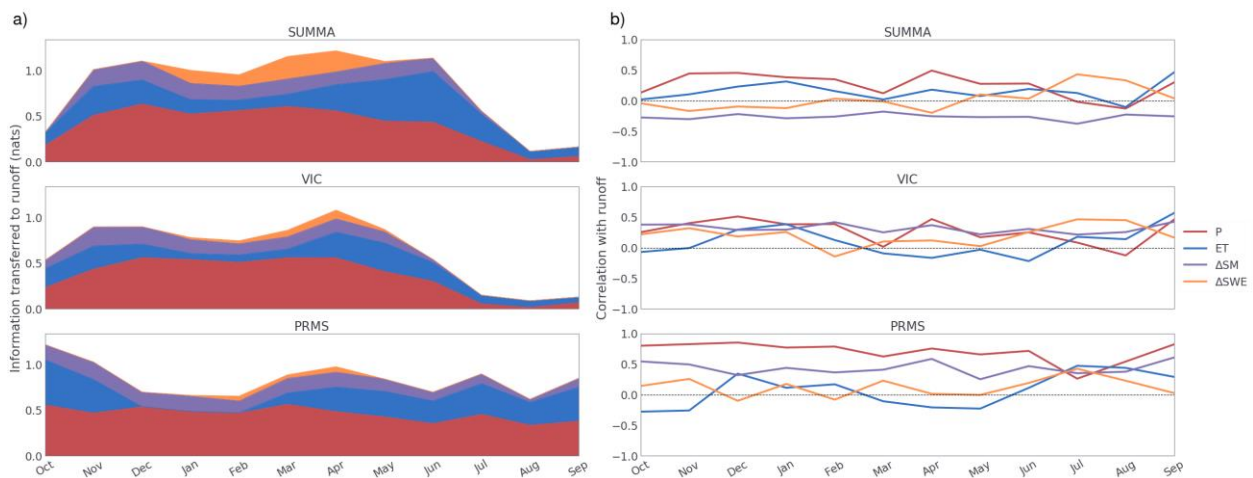 a)
SUMMA
1.0
0.5
0.0
VIC
1.0
0.5
0.0
PRMS
1.0
0.5
0.0
Information transferred to runoff (nats)
Oct Nov Dec Jan Feb Mar Apr May Jun Jul Aug Sep
b)
SUMMA
1.0
0.5
0.0
−0.5
−1.0
VIC
1.0
0.5
0.0
−0.5
−1.0
PRMS
1.0
0.5
0.0
−0.5
−1.0
Correlation with runoff
Oct Nov Dec Jan Feb Mar Apr May Jun Jul Aug Sep
P
ET
ΔSM
ΔSWE